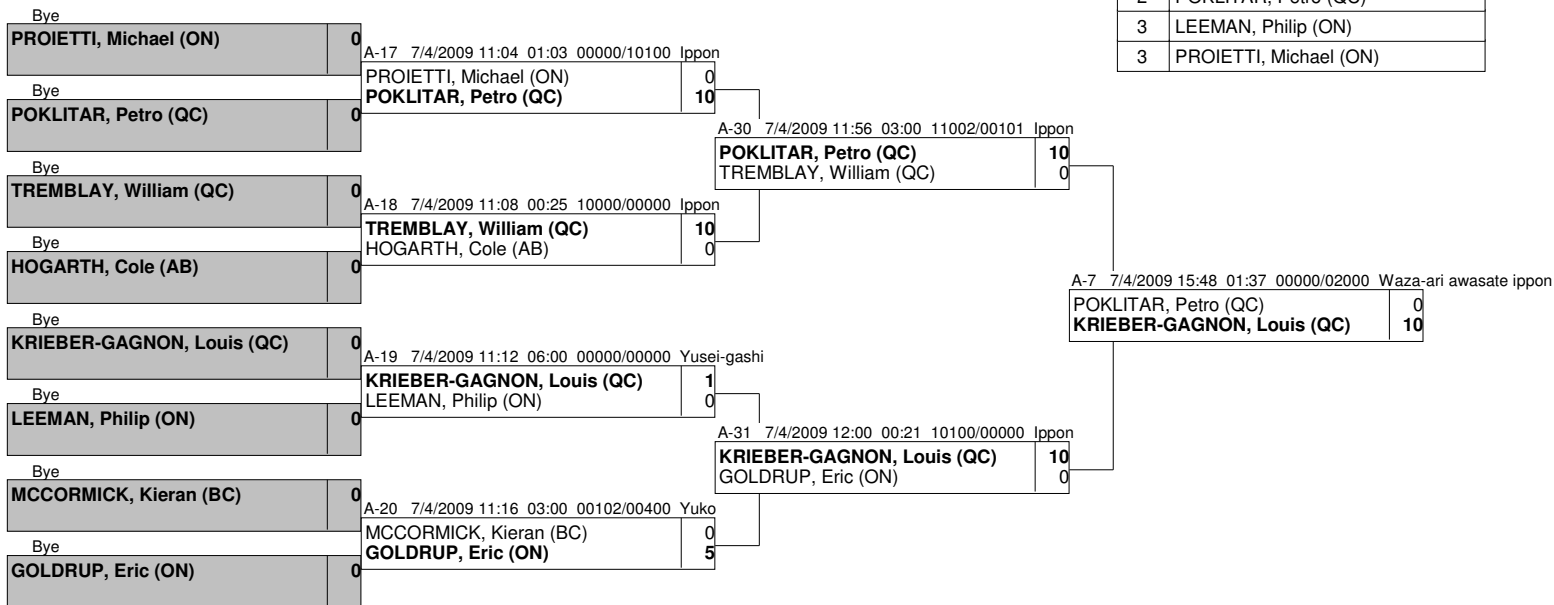 2 POKLITAR, Petro (QC)
3 LEEMAN, Philip (ON)
3 PROIETTI, Michael (ON)
Bye
PROIETTI, Michael (ON) 0
Bye
POKLITAR, Petro (QC) 0
Bye
TREMBLAY, William (QC) 0
Bye
HOGARTH, Cole (AB) 0
Bye
KRIEBER-GAGNON, Louis (QC) 0
Bye
LEEMAN, Philip (ON) 0
Bye
MCCORMICK, Kieran (BC) 0
Bye
GOLDRUP, Eric (ON) 0
A-17 7/4/2009 11:04 01:03 00000/10100 Ippon
PROIETTI, Michael (ON) 0
POKLITAR, Petro (QC) 10
A-18 7/4/2009 11:08 00:25 10000/00000 Ippon
TREMBLAY, William (QC) 10
HOGARTH, Cole (AB) 0
A-19 7/4/2009 11:12 06:00 00000/00000 Yusei-gashi
KRIEBER-GAGNON, Louis (QC) 1
LEEMAN, Philip (ON) 0
A-20 7/4/2009 11:16 03:00 00102/00400 Yuko
MCCORMICK, Kieran (BC) 0
GOLDRUP, Eric (ON) 5
A-30 7/4/2009 11:56 03:00 11002/00101 Ippon
POKLITAR, Petro (QC) 10
TREMBLAY, William (QC) 0
A-31 7/4/2009 12:00 00:21 10100/00000 Ippon
KRIEBER-GAGNON, Louis (QC) 10
GOLDRUP, Eric (ON) 0
A-7 7/4/2009 15:48 01:37 00000/02000 Waza-ari awasate ippon
POKLITAR, Petro (QC) 0
KRIEBER-GAGNON, Louis (QC) 10